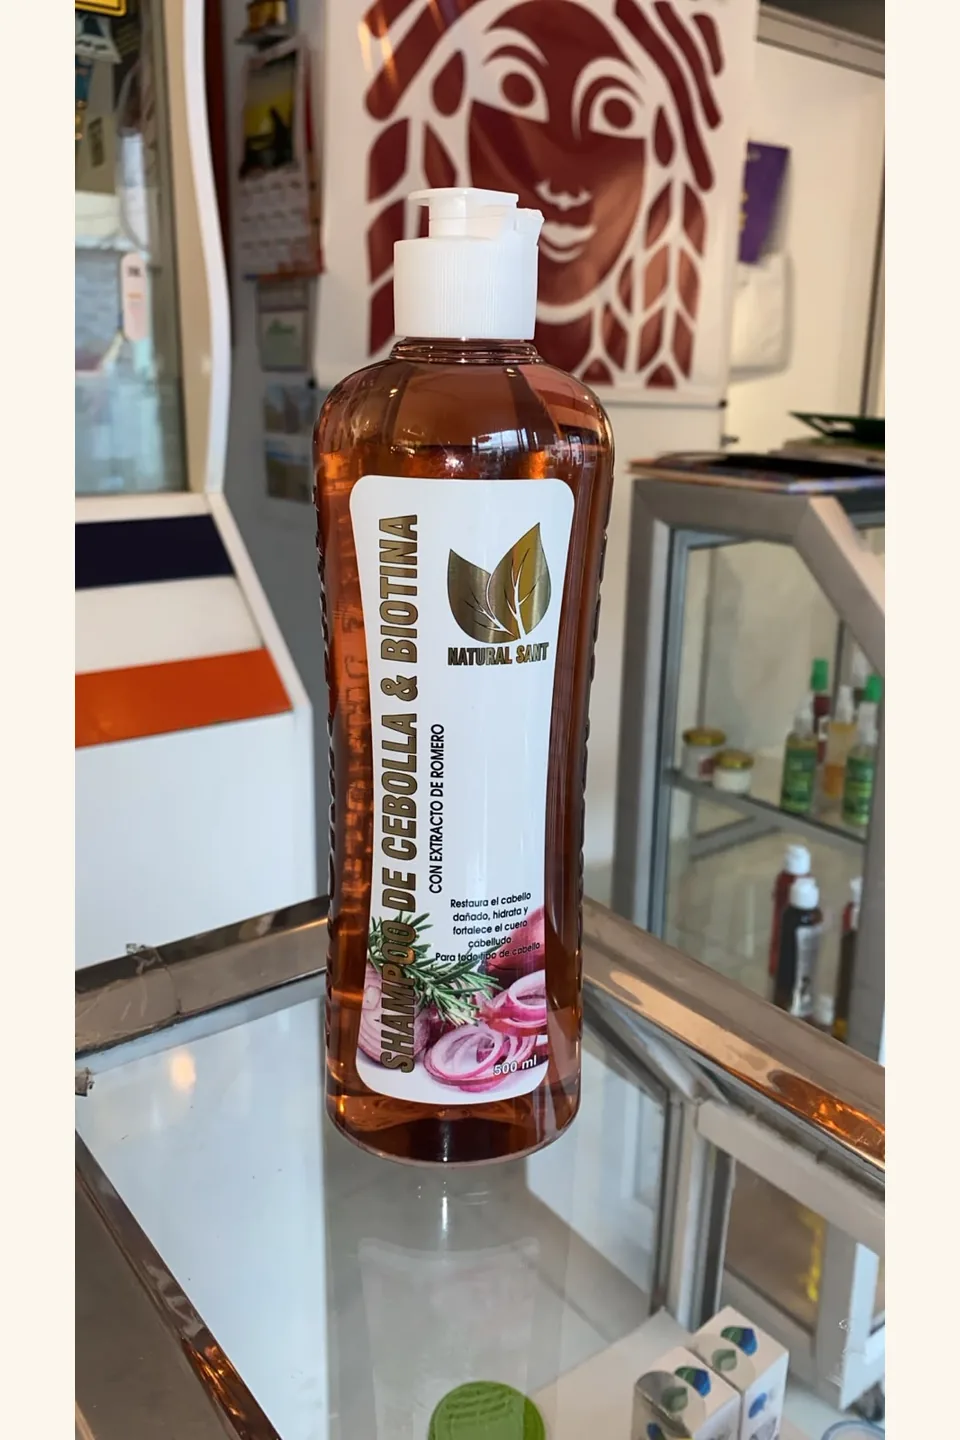 SHAMPOO DE CEBOLLA & BIOTINA
CON EXTRACTO DE ROMERO
NATURAL SANT
Restaura el cabello
dañado, hidrata y
fortalece el cuero
cabelludo
Para todo tipo de cabello
500 ml